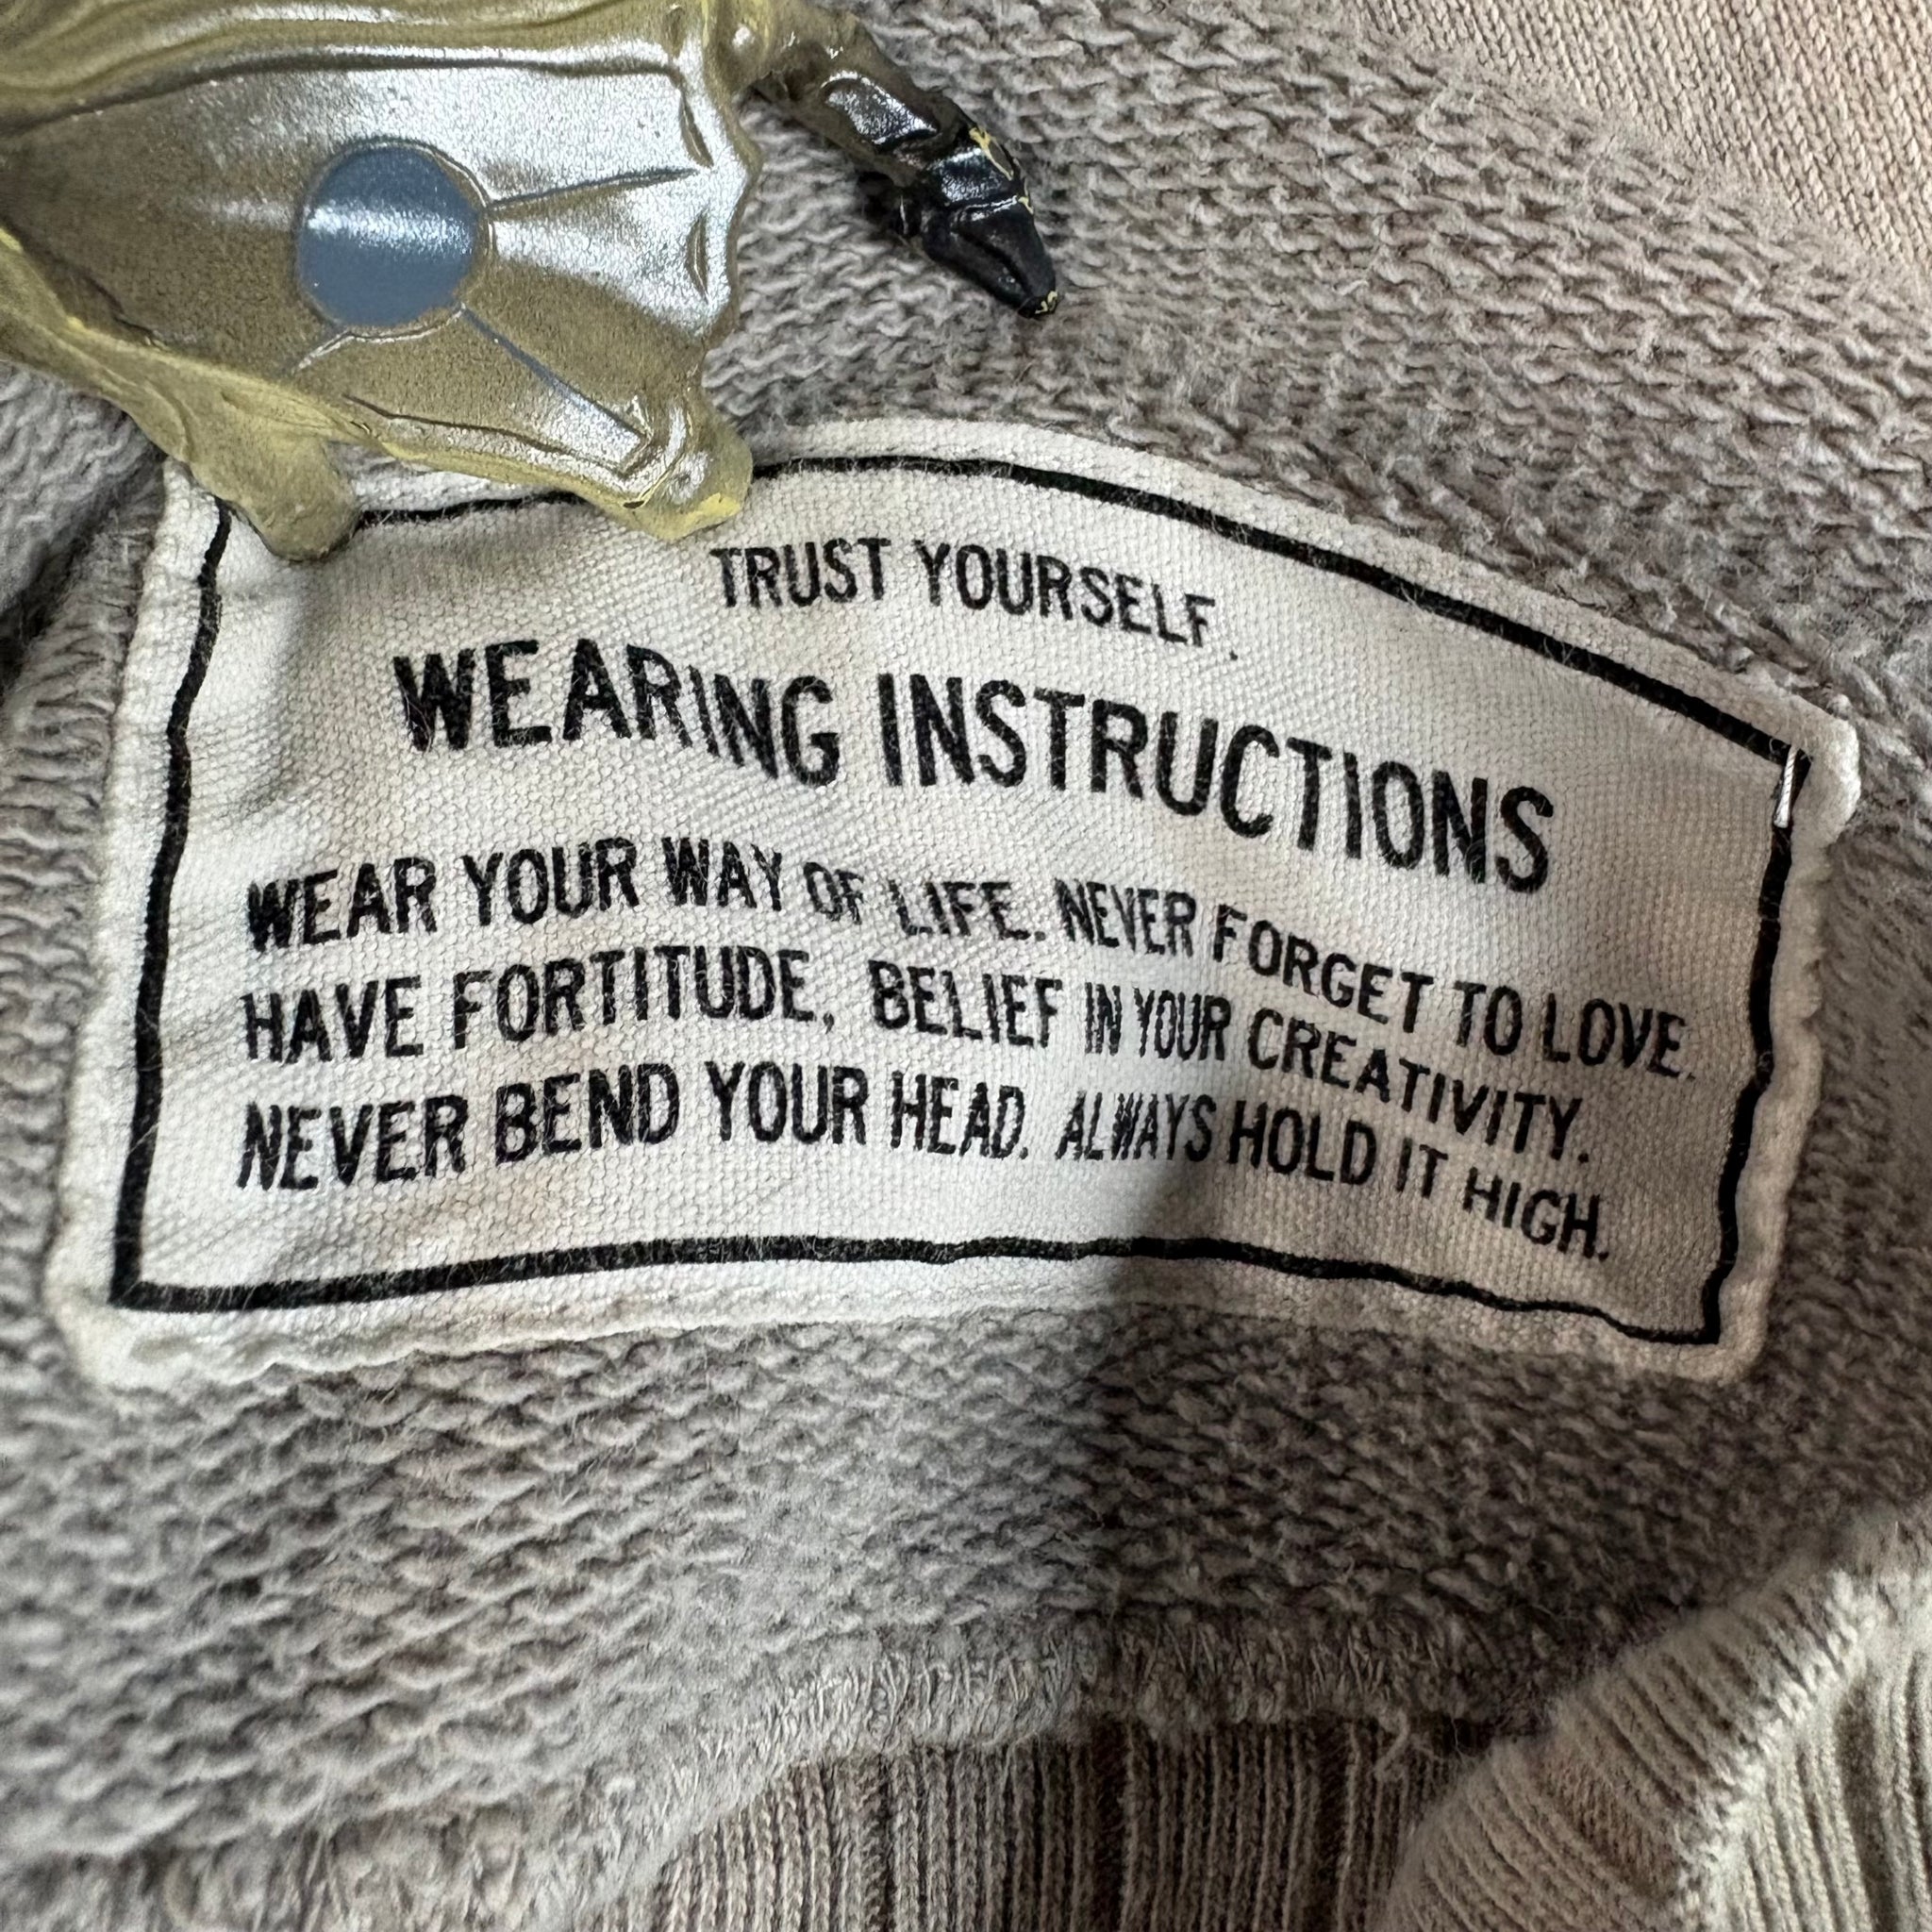 TRUST YOURSELF.
WEARING INSTRUCTIONS
WEAR YOUR WAY OF LIFE. NEVER FORGET TO LOVE.
HAVE FORTITUDE, BELIEF IN YOUR CREATIVITY.
NEVER BEND YOUR HEAD. ALWAYS HOLD IT HIGH.